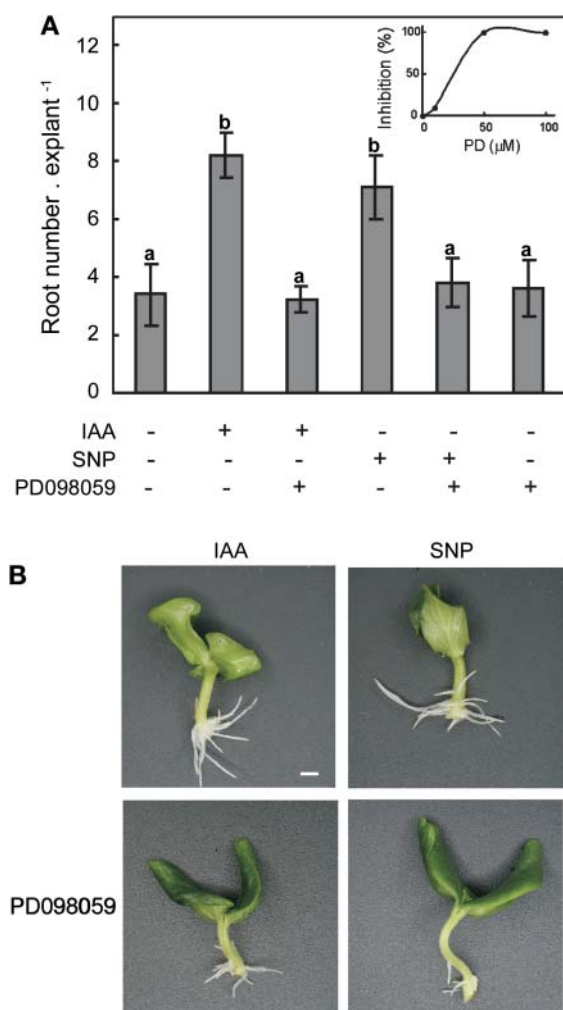 A
Root number . explant -1
12
10
8
6
4
2
0
a
b
a
b
a
a
Inhibition (%)
100
50
0
0
50
100
PD (µM)
IAA - + + - - -
SNP - - - + + -
PD098059 - - + - + +
B
IAA
SNP
PD098059